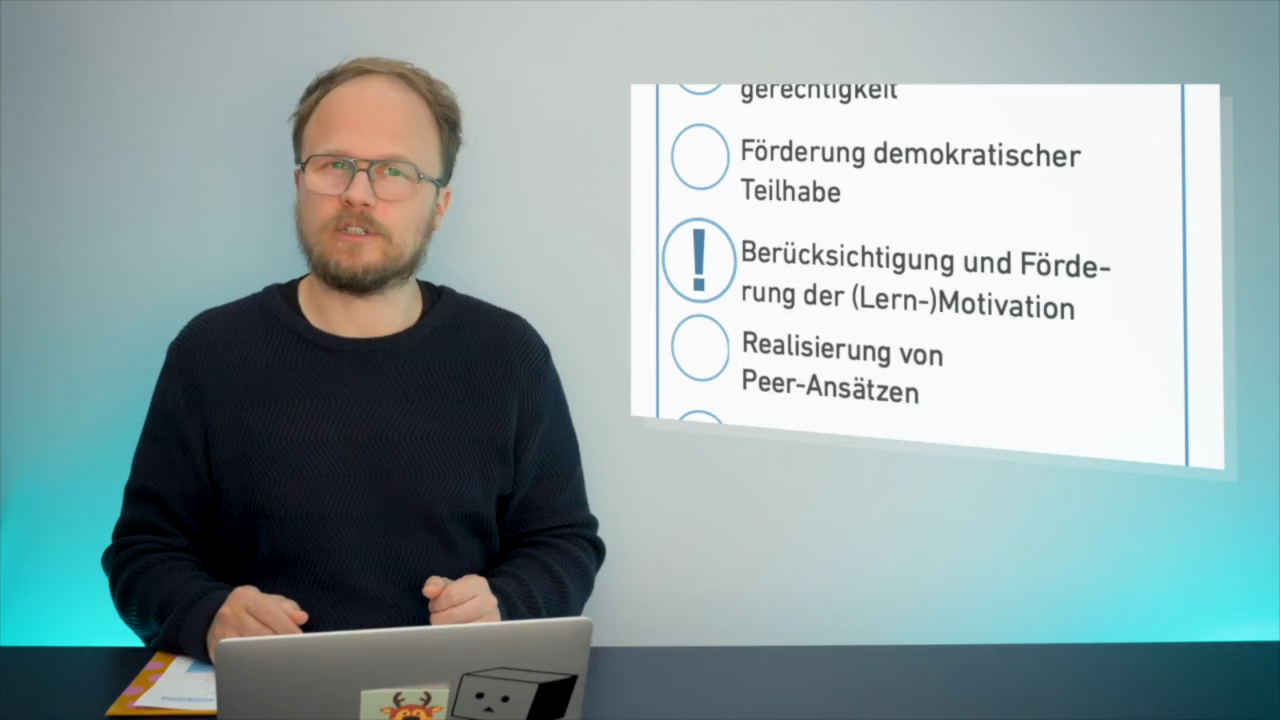 gerechtigkeit
Förderung demokratischer
Teilhabe
!
Berücksichtigung und Förde-
rung der (Lern-)Motivation
Realisierung von
Peer-Ansätzen